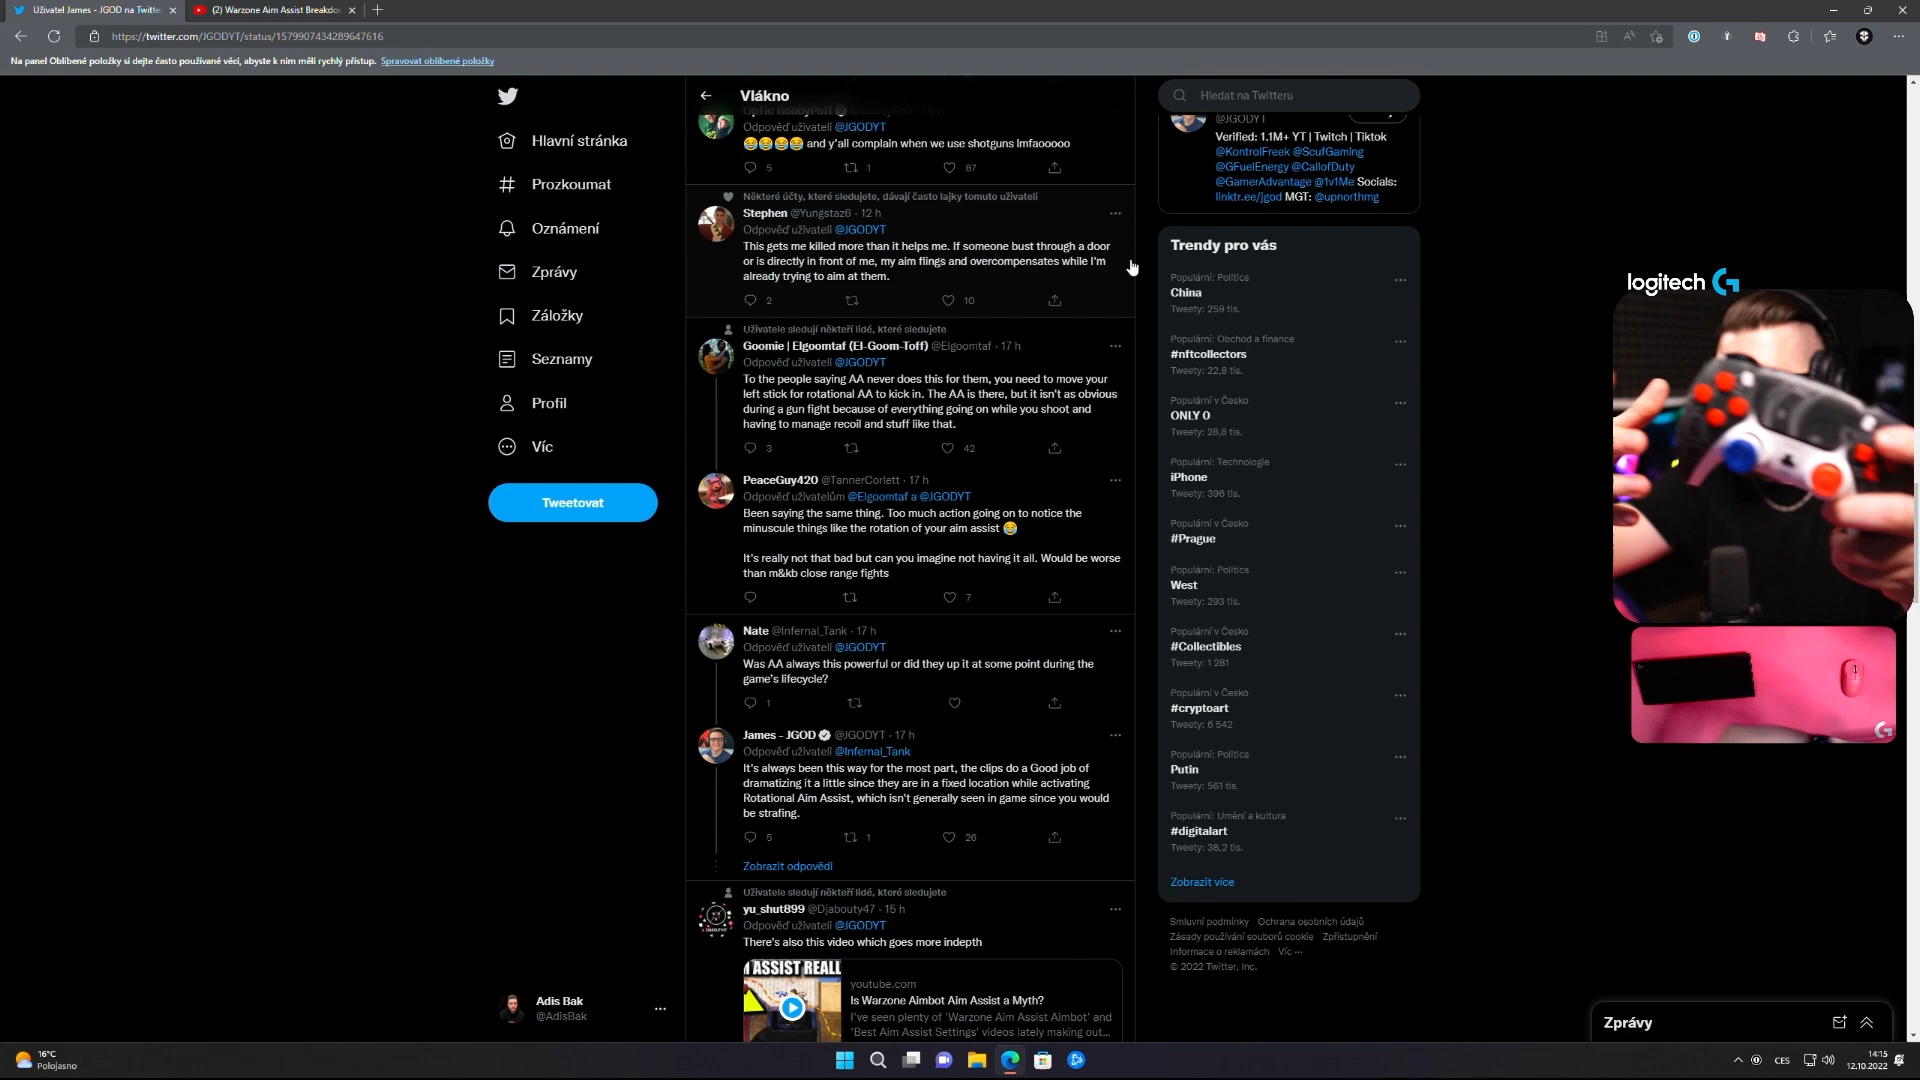 Uživatel James - JGOD na Twitte
(2) Warzone Aim Assist Breakdo
https://twitter.com/JGODYT/status/1579907434289647616
Na panel Oblíbené položky si dejte často používané věci, abyste k nim měli rychlý přístup. Spravovat oblíbené položky
Hlavní stránka
Prozkoumat
Oznámení
Zprávy
Záložky
Seznamy
Profil
Víc
Tweetovat
Adis Bak
@AdisBak
Vlákno
Odpověď uživateli @JGODYT
😂😂😂😂 and y'all complain when we use shotguns lmfaooooo
5 1 87
Některé účty, které sledujete, dávají často lajky tomuto uživateli
Stephen @Yungstaz6 · 12 h
Odpověď uživateli @JGODYT
This gets me killed more than it helps me. If someone bust through a door
or is directly in front of me, my aim flings and overcompensates while I'm
already trying to aim at them.
2 10
Uživatele sledují někteří lidé, které sledujete
Goomie | Elgoomtaf (El-Goom-Toff) @Elgoomtaf · 17 h
Odpověď uživateli @JGODYT
To the people saying AA never does this for them, you need to move your
left stick for rotational AA to kick in. The AA is there, but it isn't as obvious
during a gun fight because of everything going on while you shoot and
having to manage recoil and stuff like that.
3 42
PeaceGuy420 @TannerCorlett · 17 h
Odpověď uživatelům @Elgoomtaf a @JGODYT
Been saying the same thing. Too much action going on to notice the
minuscule things like the rotation of your aim assist 😂
It's really not that bad but can you imagine not having it all. Would be worse
than m&kb close range fights
7
Nate @Infernal_Tank · 17 h
Odpověď uživateli @JGODYT
Was AA always this powerful or did they up it at some point during the
game's lifecycle?
1
James - JGOD @JGODYT · 17 h
Odpověď uživateli @Infernal_Tank
It's always been this way for the most part, the clips do a Good job of
dramatizing it a little since they are in a fixed location while activating
Rotational Aim Assist, which isn't generally seen in game since you would
be strafing.
5 1 26
Zobrazit odpovědi
Uživatele sledují někteří lidé, které sledujete
yu_shut899 @Djabouty47 · 15 h
Odpověď uživateli @JGODYT
There's also this video which goes more indepth
ASSIST REALL
youtube.com
Is Warzone Aimbot Aim Assist a Myth?
I've seen plenty of 'Warzone Aim Assist Aimbot' and
'Best Aim Assist Settings' videos lately making out...
Hledat na Twitteru
@JGODYT
Verified: 1.1M+ YT | Twitch | Tiktok
@KontrolFreek @ScufGaming
@GFuelEnergy @CallofDuty
@GamerAdvantage @1v1Me Socials:
linktr.ee/jgod MGT: @upnorthmg
Trendy pro vás
Populární: Politics
China
Tweety: 259 tis.
Populární: Obchod a finance
#nftcollectors
Tweety: 22,8 tis.
Populární v Česko
ONLY O
Tweety: 28,8 tis.
Populární: Technologie
iPhone
Tweety: 396 tis.
Populární v Česko
#Prague
Populární: Politics
West
Tweety: 293 tis.
Populární v Česko
#Collectibles
Tweety: 1 281
Populární v Česko
#cryptoart
Tweety: 6 542
Populární: Politics
Putin
Tweety: 561 tis.
Populární: Umění a kultura
#digitalart
Tweety: 38,2 tis.
Zobrazit více
Smluvní podmínky Ochrana osobních údajů
Zásady používání souborů cookie Zpřístupnění
Informace o reklamách Víc ···
© 2022 Twitter, Inc.
logitech G
Zprávy
16°C
Polojasno
CES
14:15
12.10.2022